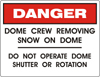 DANGER
DOME CREW REMOVING
SNOW ON DOME
DO NOT OPERATE DOME
SHUTTER OR ROTATION